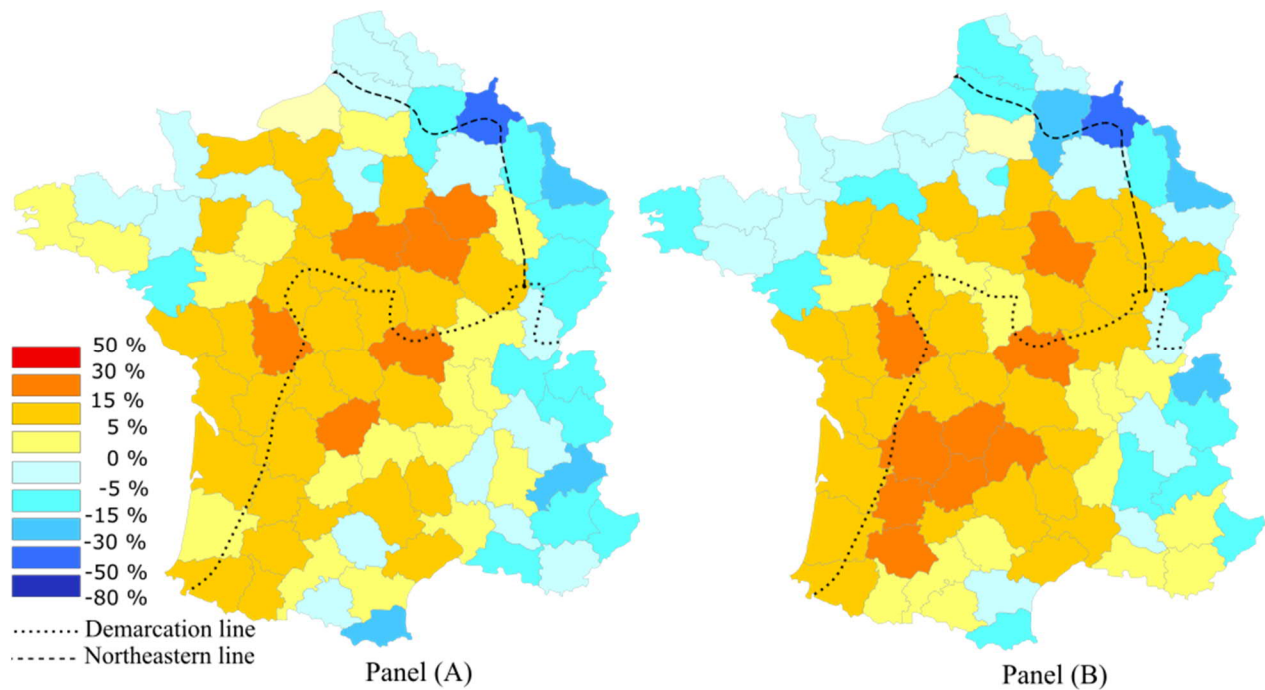 50 %
30 %
15 %
5 %
0 %
-5 %
-15 %
-30 %
-50 %
-80 %
Demarcation line
Northeastern line
Panel (A)
Panel (B)